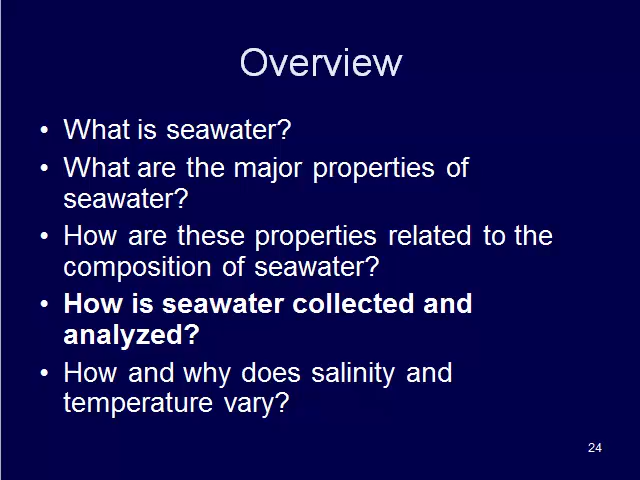 Overview
• What is seawater?
• What are the major properties of
seawater?
• How are these properties related to the
composition of seawater?
• How is seawater collected and
analyzed?
• How and why does salinity and
temperature vary?
24